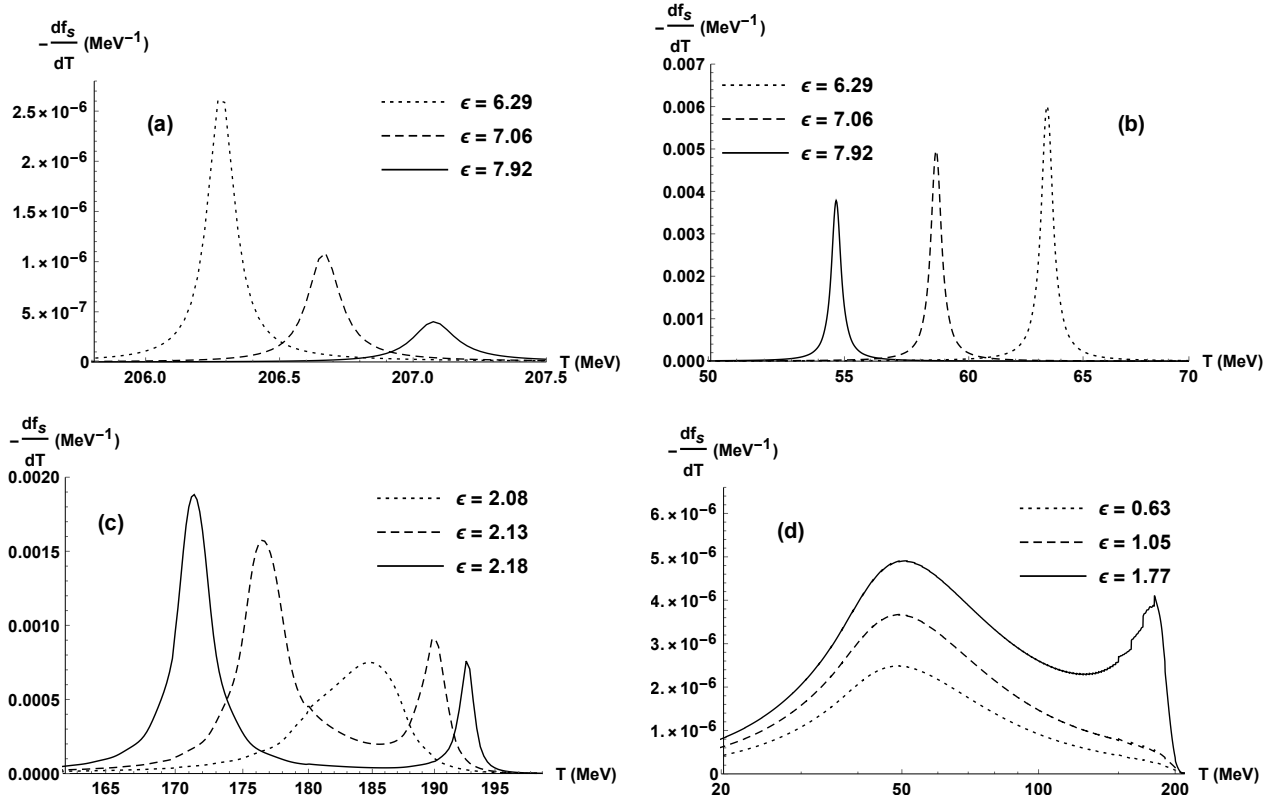 − df_s/dT (MeV⁻¹)
(a)
ϵ = 6.29
ϵ = 7.06
ϵ = 7.92
2.5×10⁻⁶
2.×10⁻⁶
1.5×10⁻⁶
1.×10⁻⁶
5.×10⁻⁷
0
206.0 206.5 207.0 207.5
T (MeV)
− df_s/dT (MeV⁻¹)
(b)
ϵ = 6.29
ϵ = 7.06
ϵ = 7.92
0.007
0.006
0.005
0.004
0.003
0.002
0.001
0.000
50 55 60 65 70
T (MeV)
− df_s/dT (MeV⁻¹)
(c)
ϵ = 2.08
ϵ = 2.13
ϵ = 2.18
0.0020
0.0015
0.0010
0.0005
0.0000
165 170 175 180 185 190 195
T (MeV)
− df_s/dT (MeV⁻¹)
(d)
ϵ = 0.63
ϵ = 1.05
ϵ = 1.77
6.×10⁻⁶
5.×10⁻⁶
4.×10⁻⁶
3.×10⁻⁶
2.×10⁻⁶
1.×10⁻⁶
0
20 50 100 200
T (MeV)